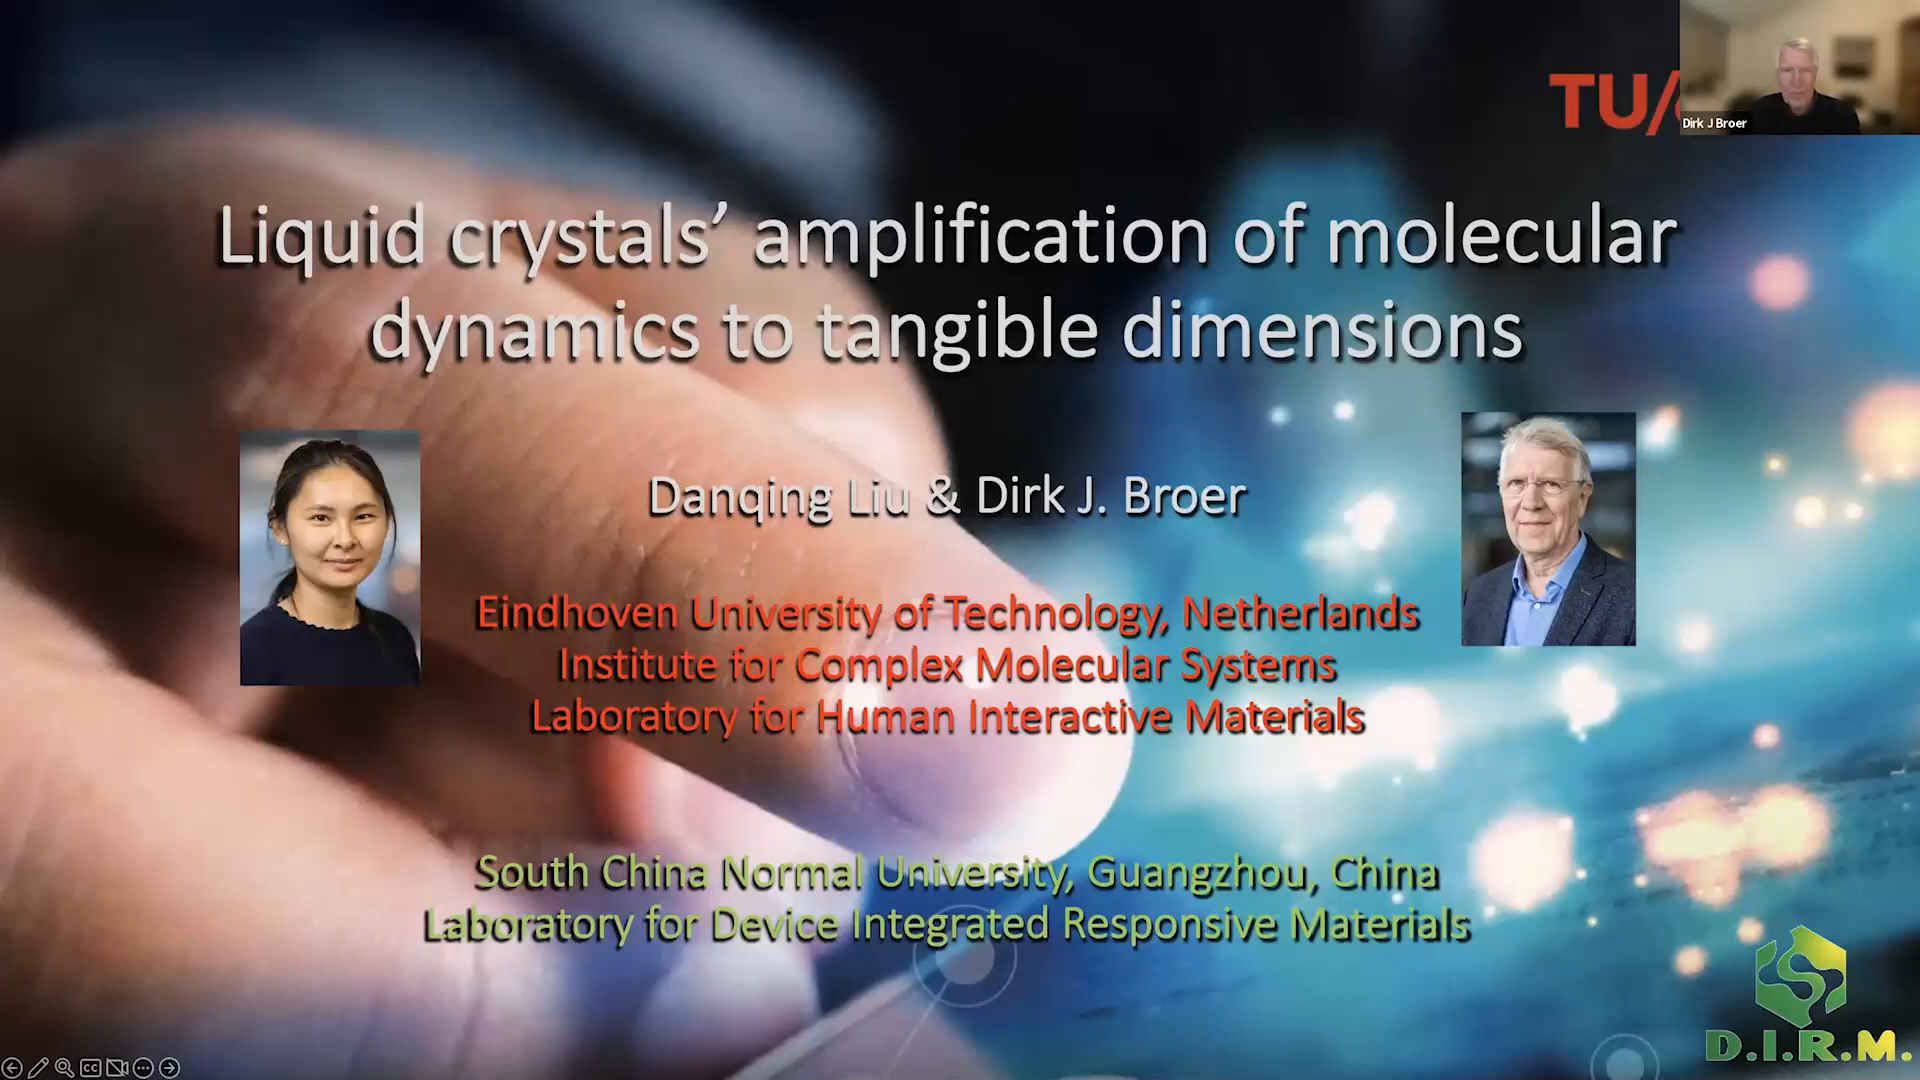 TU/
Dirk J Broer
Liquid crystals’ amplification of molecular
dynamics to tangible dimensions
Danqing Liu & Dirk J. Broer
Eindhoven University of Technology, Netherlands
Institute for Complex Molecular Systems
Laboratory for Human Interactive Materials
South China Normal University, Guangzhou, China
Laboratory for Device Integrated Responsive Materials
D.I.R.M.
CC